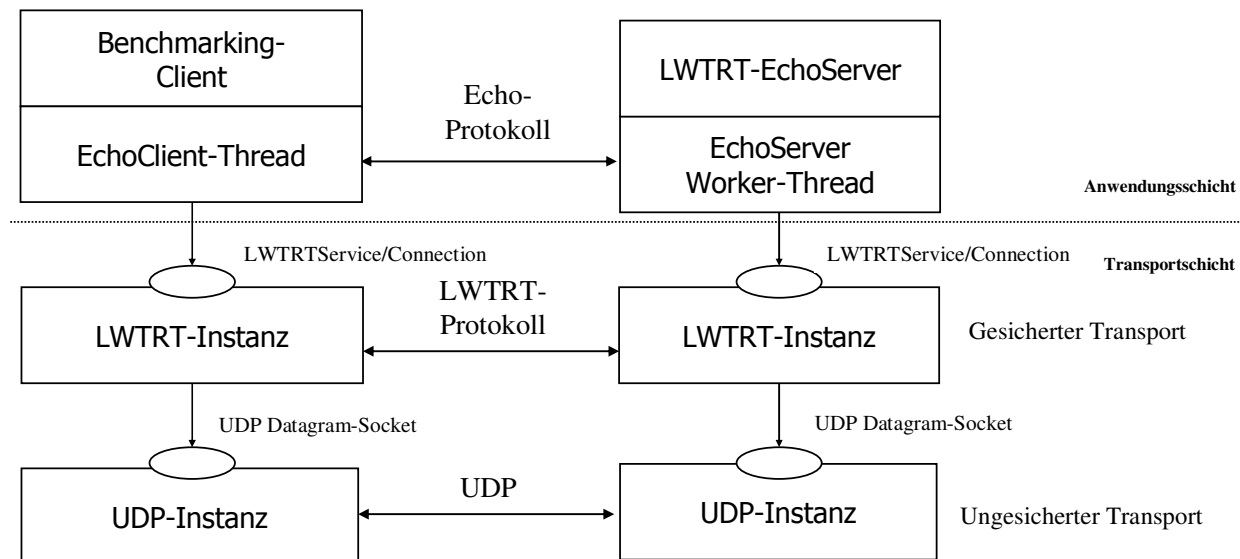 Benchmarking-
Client
LWTRT-EchoServer
Echo-
Protokoll
EchoClient-Thread
EchoServer
Worker-Thread
Anwendungsschicht
LWTRTService/Connection
LWTRTService/Connection
Transportschicht
LWTRT-
Protokoll
LWTRT-Instanz
LWTRT-Instanz
Gesicherter Transport
UDP Datagram-Socket
UDP Datagram-Socket
UDP
UDP-Instanz
UDP-Instanz
Ungesicherter Transport